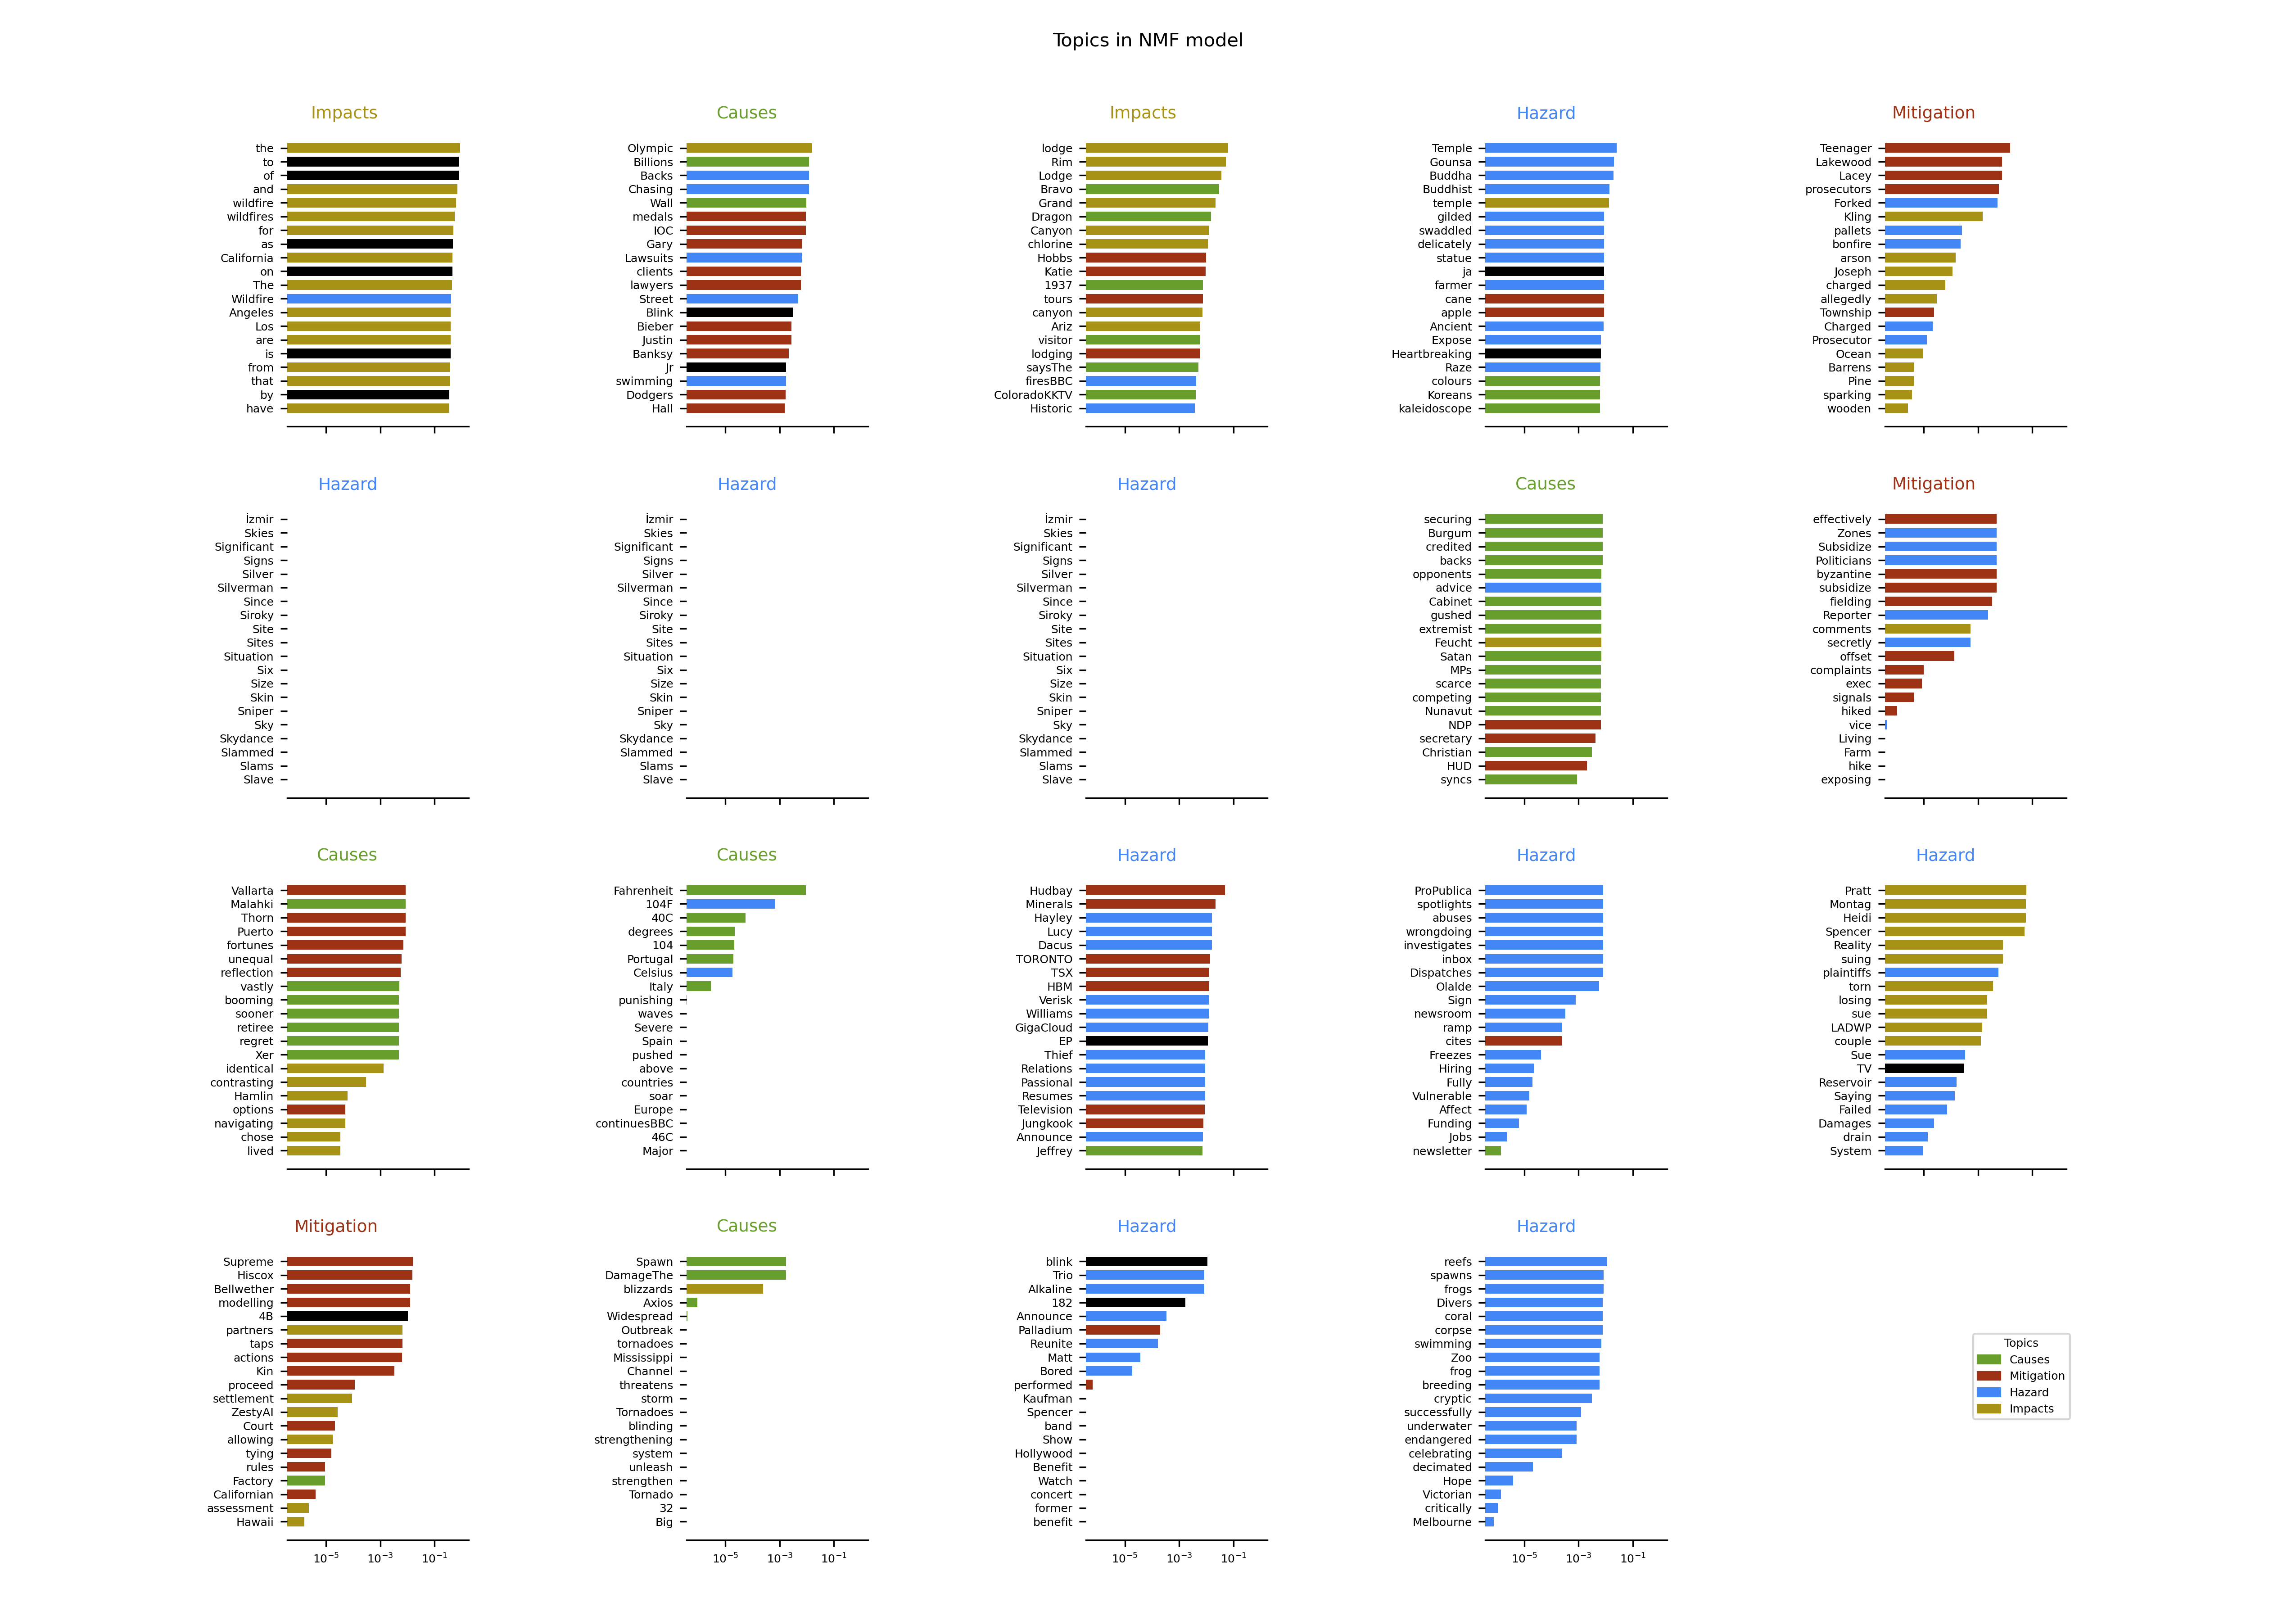 Topics in NMF model
Impacts
the
to
of
and
wildfire
wildfires
for
as
California
on
The
Wildfire
Angeles
Los
are
is
from
that
by
have
Causes
Olympic
Billions
Backs
Chasing
Wall
medals
IOC
Gary
Lawsuits
clients
lawyers
Street
Blink
Bieber
Justin
Banksy
Jr
swimming
Dodgers
Hall
Impacts
lodge
Rim
Lodge
Bravo
Grand
Dragon
Canyon
chlorine
Hobbs
Katie
1937
tours
canyon
Ariz
visitor
lodging
saysThe
firesBBC
ColoradoKKTV
Historic
Hazard
Temple
Gounsa
Buddha
Buddhist
temple
gilded
swaddled
delicately
statue
ja
farmer
cane
apple
Ancient
Expose
Heartbreaking
Raze
colours
Koreans
kaleidoscope
Mitigation
Teenager
Lakewood
Lacey
prosecutors
Forked
Kling
pallets
bonfire
arson
Joseph
charged
allegedly
Township
Charged
Prosecutor
Ocean
Barrens
Pine
sparking
wooden
Hazard
İzmir
Skies
Significant
Signs
Silver
Silverman
Since
Siroky
Site
Sites
Situation
Six
Size
Skin
Sniper
Sky
Skydance
Slammed
Slams
Slave
Hazard
İzmir
Skies
Significant
Signs
Silver
Silverman
Since
Siroky
Site
Sites
Situation
Six
Size
Skin
Sniper
Sky
Skydance
Slammed
Slams
Slave
Hazard
İzmir
Skies
Significant
Signs
Silver
Silverman
Since
Siroky
Site
Sites
Situation
Six
Size
Skin
Sniper
Sky
Skydance
Slammed
Slams
Slave
Causes
securing
Burgum
credited
backs
opponents
advice
Cabinet
gushed
extremist
Feucht
Satan
MPs
scarce
competing
Nunavut
NDP
secretary
Christian
HUD
syncs
Mitigation
effectively
Zones
Subsidize
Politicians
byzantine
subsidize
fielding
Reporter
comments
secretly
offset
complaints
exec
signals
hiked
vice
Living
Farm
hike
exposing
Causes
Vallarta
Malahki
Thorn
Puerto
fortunes
unequal
reflection
vastly
booming
sooner
retiree
regret
Xer
identical
contrasting
Hamlin
options
navigating
chose
lived
Causes
Fahrenheit
104F
40C
degrees
104
Portugal
Celsius
Italy
punishing
waves
Severe
Spain
pushed
above
countries
soar
Europe
continuesBBC
46C
Major
Hazard
Hudbay
Minerals
Hayley
Lucy
Dacus
TORONTO
TSX
HBM
Verisk
Williams
GigaCloud
EP
Thief
Relations
Passional
Resumes
Television
Jungkook
Announce
Jeffrey
Hazard
ProPublica
spotlights
abuses
wrongdoing
investigates
inbox
Dispatches
Olalde
Sign
newsroom
ramp
cites
Freezes
Hiring
Fully
Vulnerable
Affect
Funding
Jobs
newsletter
Hazard
Pratt
Montag
Heidi
Spencer
Reality
suing
plaintiffs
torn
losing
sue
LADWP
couple
Sue
TV
Reservoir
Saying
Failed
Damages
drain
System
Mitigation
Supreme
Hiscox
Bellwether
modelling
4B
partners
taps
actions
Kin
proceed
settlement
ZestyAI
Court
allowing
tying
rules
Factory
Californian
assessment
Hawaii
10⁻⁵ 10⁻³ 10⁻¹
Causes
Spawn
DamageThe
blizzards
Axios
Widespread
Outbreak
tornadoes
Mississippi
Channel
threatens
storm
Tornadoes
blinding
strengthening
system
unleash
strengthen
Tornado
32
Big
10⁻⁵ 10⁻³ 10⁻¹
Hazard
blink
Trio
Alkaline
182
Announce
Palladium
Reunite
Matt
Bored
performed
Kaufman
Spencer
band
Show
Hollywood
Benefit
Watch
concert
former
benefit
10⁻⁵ 10⁻³ 10⁻¹
Hazard
reefs
spawns
frogs
Divers
coral
corpse
swimming
Zoo
frog
breeding
cryptic
successfully
underwater
endangered
celebrating
decimated
Hope
Victorian
critically
Melbourne
10⁻⁵ 10⁻³ 10⁻¹
Topics
Causes
Mitigation
Hazard
Impacts